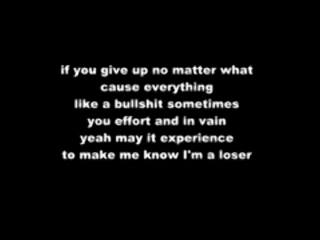 if you give up no matter what
cause everything
like a bullshit sometimes
you effort and in vain
yeah may it experience
to make me know I'm a loser